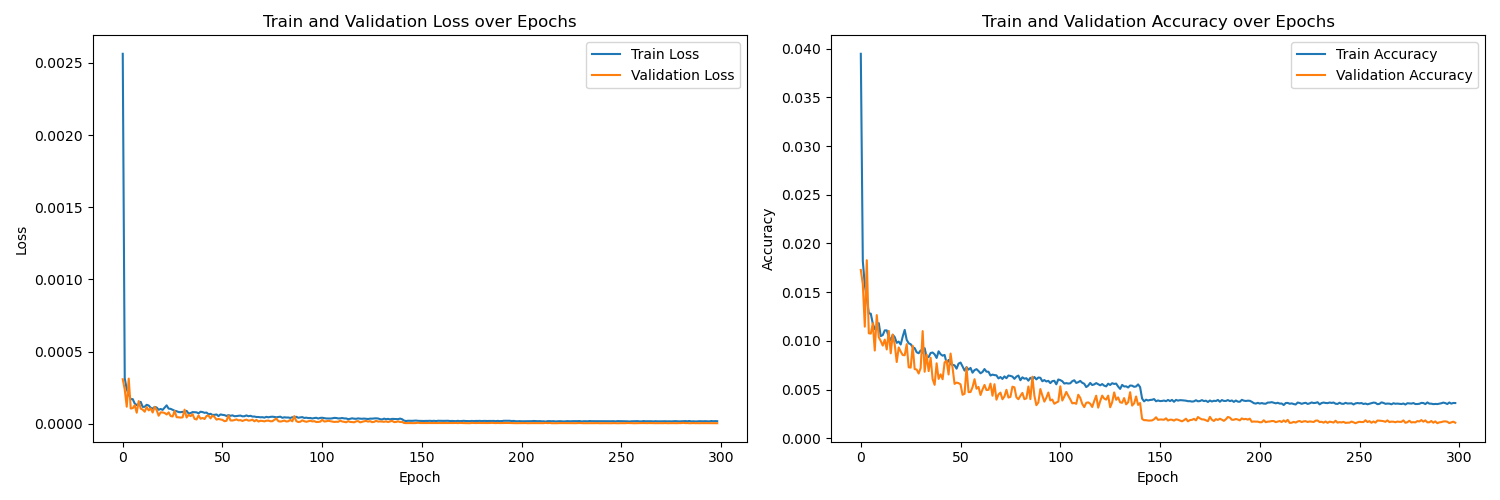 Train and Validation Loss over Epochs
Train Loss
Validation Loss
0.0025
0.0020
0.0015
0.0010
0.0005
0.0000
Loss
0 50 100 150 200 250 300
Epoch
Train and Validation Accuracy over Epochs
Train Accuracy
Validation Accuracy
0.040
0.035
0.030
0.025
0.020
0.015
0.010
0.005
0.000
Accuracy
0 50 100 150 200 250 300
Epoch